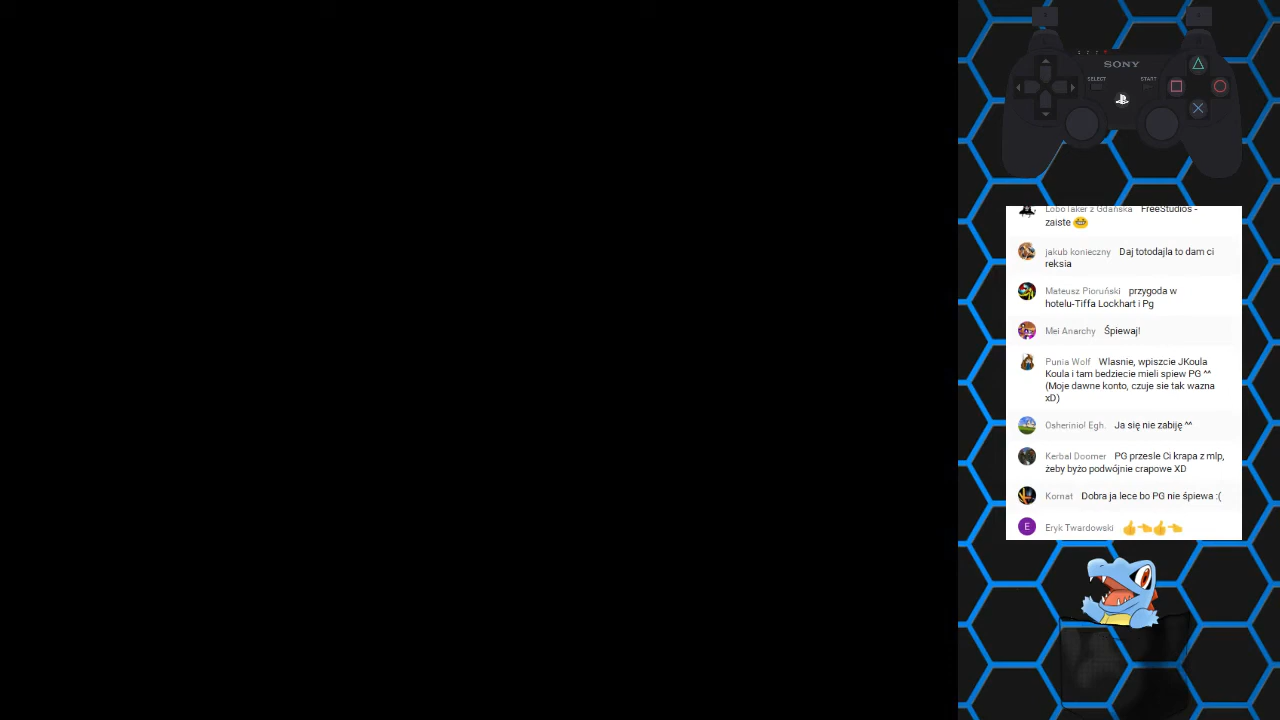 SONY
SELECT
START
LoboTaker z Gdańska FreeStudios -
zaiste 😂
jakub konieczny Daj totodajla to dam ci
reksia
Mateusz Pioruński przygoda w
hotelu-Tiffa Lockhart i Pg
Mei Anarchy Śpiewaj!
Punia Wolf Wlasnie, wpiszcie JKoula
Koula i tam bedziecie mieli spiew PG ^^
(Moje dawne konto, czuje sie tak wazna
xD)
Osheriniol Egh. Ja się nie zabiję ^^
Kerbal Doomer PG przesle Ci krapa z mlp,
żeby byżo podwójnie crapowe XD
Kornat Dobra ja lece bo PG nie śpiewa :(
E Eryk Twardowski 👍👈👍👈